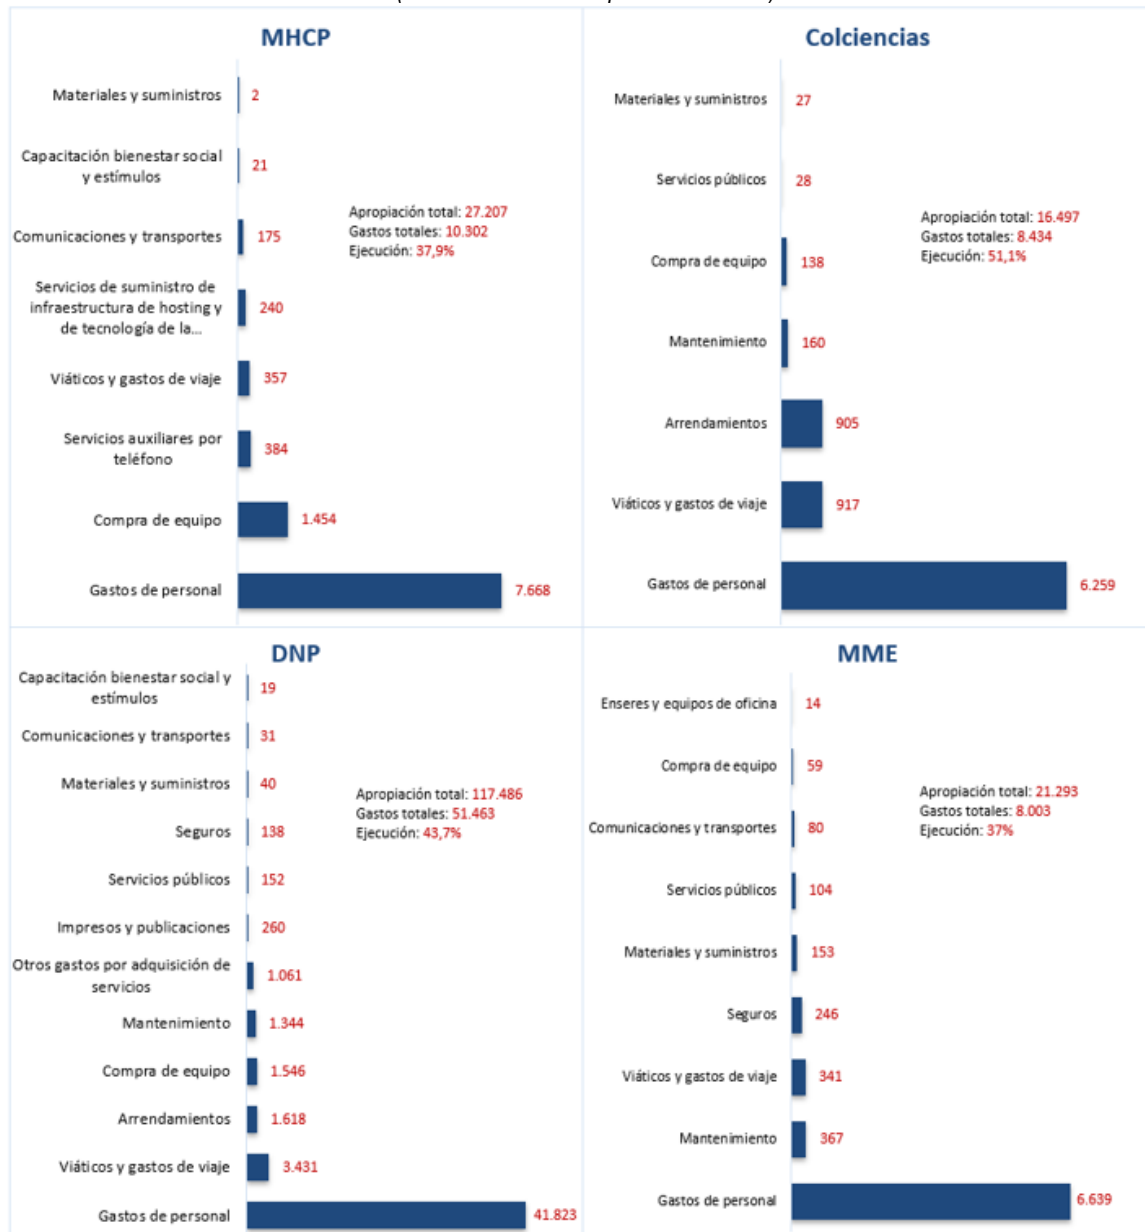 MHCP
Materiales y suministros 2
Capacitación bienestar social
y estímulos 21
Comunicaciones y transportes 175
Servicios de suministro de
infraestructura de hosting y
de tecnología de la... 240
Viáticos y gastos de viaje 357
Servicios auxiliares por
teléfono 384
Compra de equipo 1.454
Gastos de personal 7.668
Apropiación total: 27.207
Gastos totales: 10.302
Ejecución: 37,9%
Colciencias
Materiales y suministros 27
Servicios públicos 28
Compra de equipo 138
Mantenimiento 160
Arrendamientos 905
Viáticos y gastos de viaje 917
Gastos de personal 6.259
Apropiación total: 16.497
Gastos totales: 8.434
Ejecución: 51,1%
DNP
Capacitación bienestar social y
estímulos 19
Comunicaciones y transportes 31
Materiales y suministros 40
Seguros 138
Servicios públicos 152
Impresos y publicaciones 260
Otros gastos por adquisición de
servicios 1.061
Mantenimiento 1.344
Compra de equipo 1.546
Arrendamientos 1.618
Viáticos y gastos de viaje 3.431
Gastos de personal 41.823
Apropiación total: 117.486
Gastos totales: 51.463
Ejecución: 43,7%
MME
Enseres y equipos de oficina 14
Compra de equipo 59
Comunicaciones y transportes 80
Servicios públicos 104
Materiales y suministros 153
Seguros 246
Viáticos y gastos de viaje 341
Mantenimiento 367
Gastos de personal 6.639
Apropiación total: 21.293
Gastos totales: 8.003
Ejecución: 37%